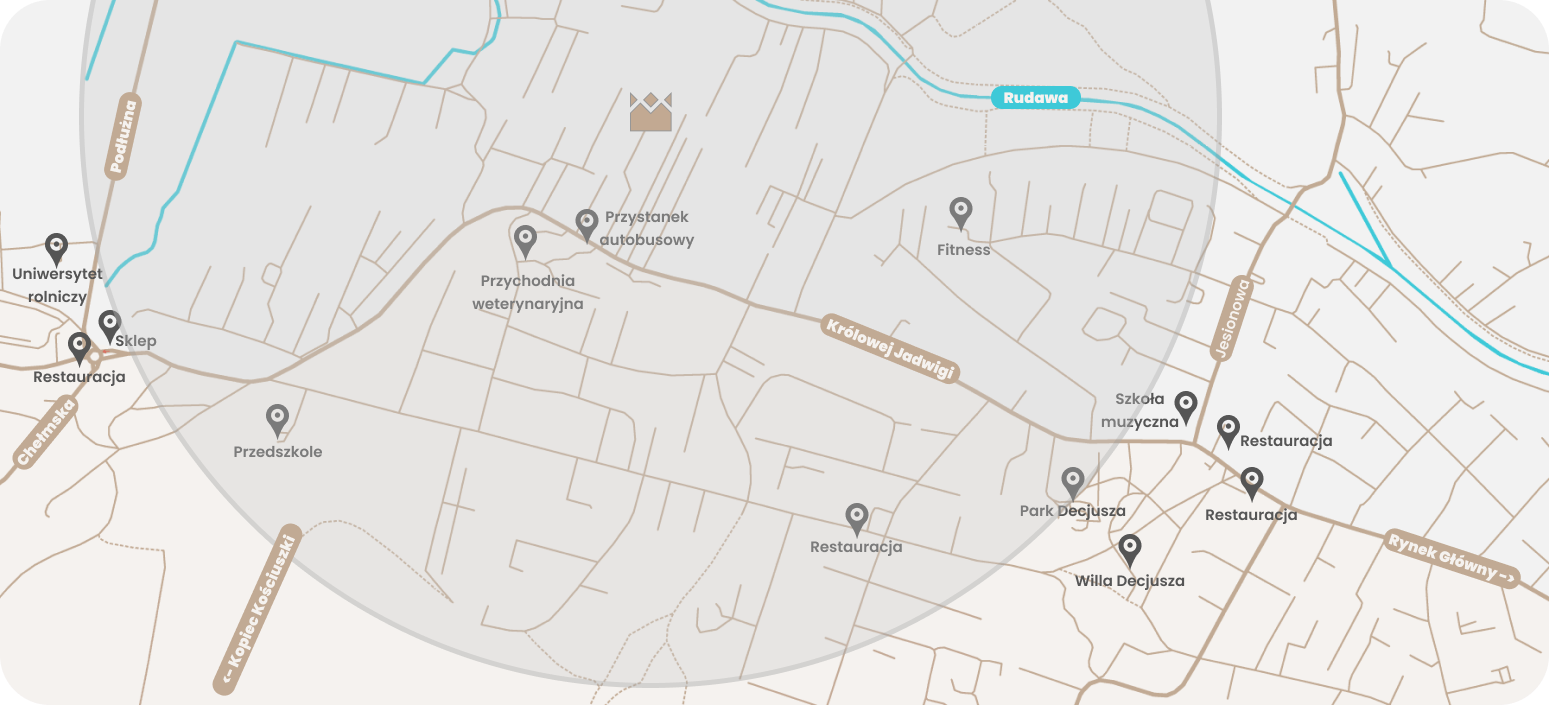 Rudawa
Podłużna
Przystanek
autobusowy
Fitness
Uniwersytet
rolniczy
Przychodnia
weterynaryjna
Sklep
Restauracja
Królowej Jadwigi
Jesionowa
Szkoła
muzyczna
Restauracja
Chełmska
Przedszkole
Park Decjusza
Restauracja
Restauracja
Rynek Główny ->
Willa Decjusza
<- Kopiec Kościuszki